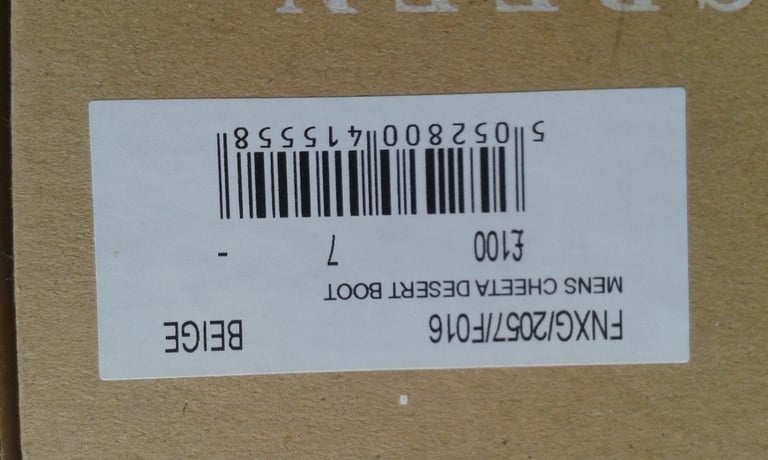 FNXG/2057/F016 BEIGE
MENS CHEETA DESERT BOOT
£100 7 -
5 052800 415558